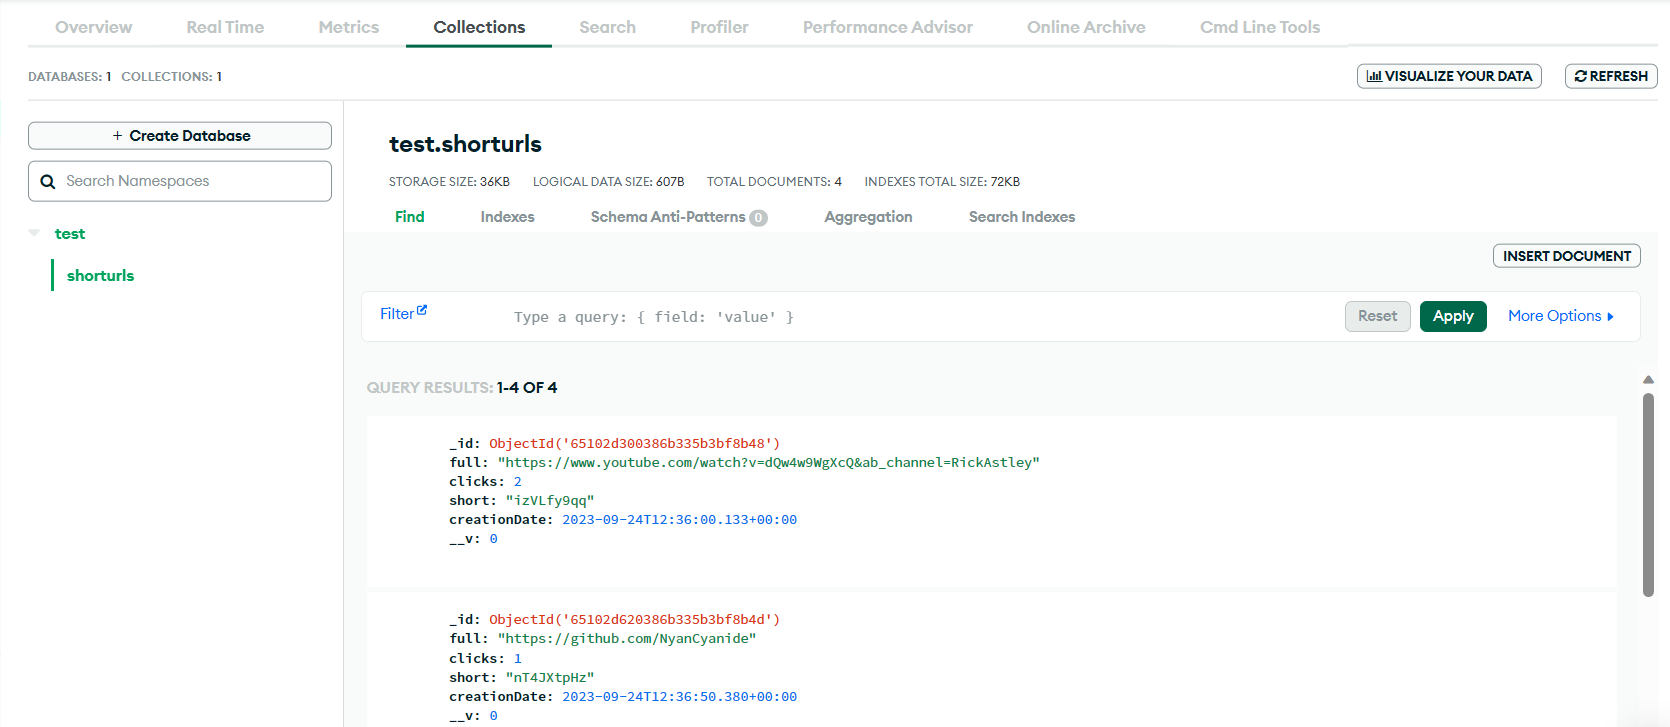 Overview Real Time Metrics Collections Search Profiler Performance Advisor Online Archive Cmd Line Tools
DATABASES: 1 COLLECTIONS: 1
VISUALIZE YOUR DATA
REFRESH
+ Create Database
Search Namespaces
test
shorturls
test.shorturls
STORAGE SIZE: 36KB LOGICAL DATA SIZE: 607B TOTAL DOCUMENTS: 4 INDEXES TOTAL SIZE: 72KB
Find Indexes Schema Anti-Patterns 0 Aggregation Search Indexes
INSERT DOCUMENT
Filter Type a query: { field: 'value' } Reset Apply More Options
QUERY RESULTS: 1-4 OF 4
_id: ObjectId('65102d300386b335b3bf8b48')
full: "https://www.youtube.com/watch?v=dQw4w9WgXcQ&ab_channel=RickAstley"
clicks: 2
short: "izVLfy9qq"
creationDate: 2023-09-24T12:36:00.133+00:00
__v: 0
_id: ObjectId('65102d620386b335b3bf8b4d')
full: "https://github.com/NyanCyanide"
clicks: 1
short: "nT4JXtpHz"
creationDate: 2023-09-24T12:36:50.380+00:00
__v: 0